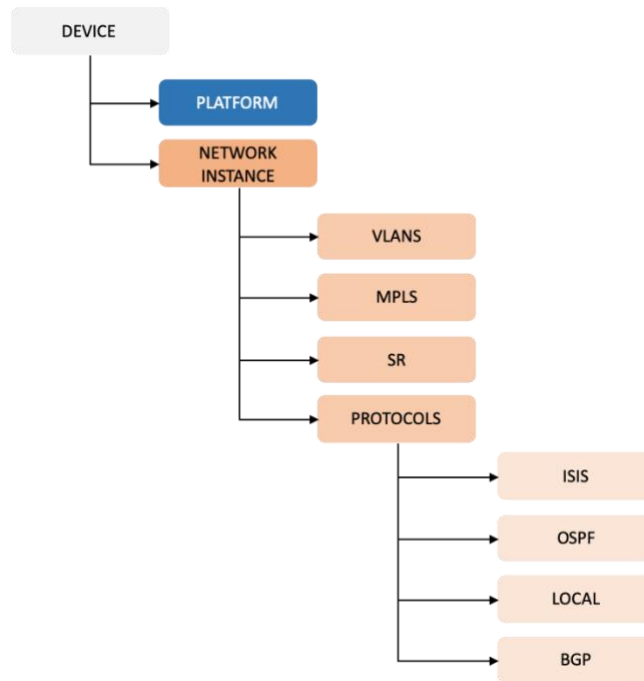 DEVICE
PLATFORM
NETWORK
INSTANCE
VLANS
MPLS
SR
PROTOCOLS
ISIS
OSPF
LOCAL
BGP